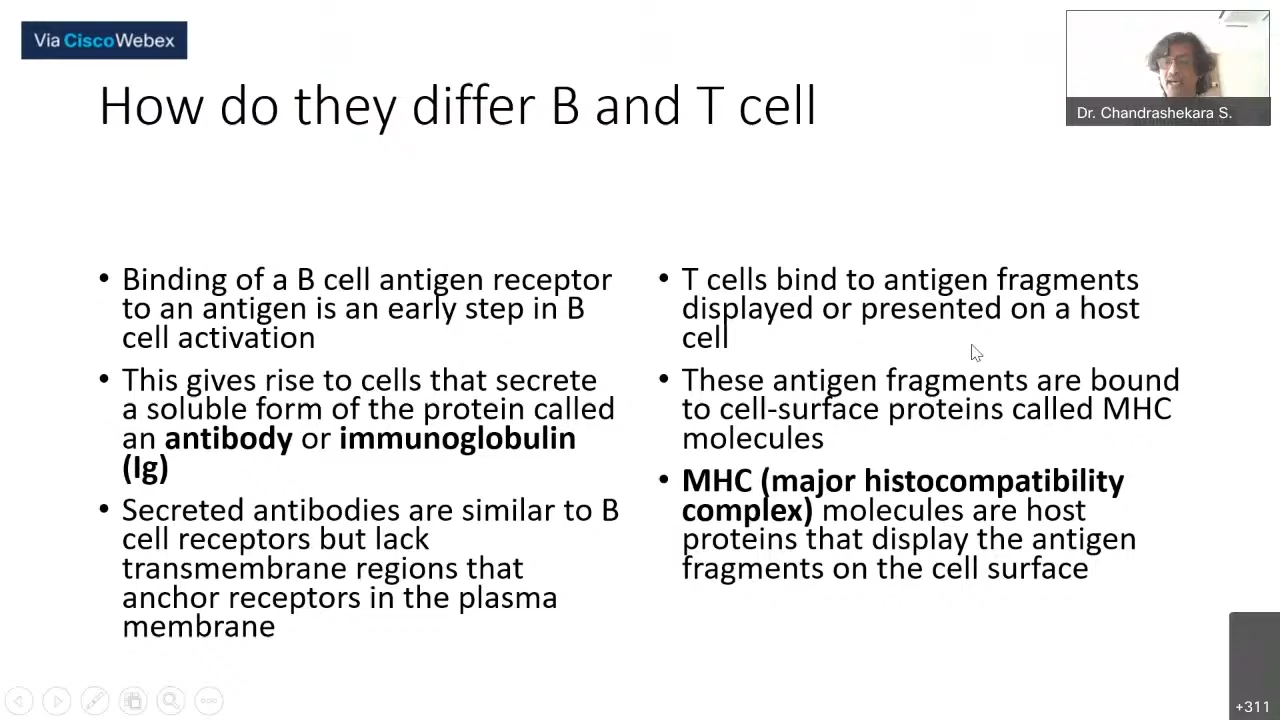 Via Cisco Webex
Dr. Chandrashekara S.
How do they differ B and T cell
• Binding of a B cell antigen receptor
to an antigen is an early step in B
cell activation
• This gives rise to cells that secrete
a soluble form of the protein called
an antibody or immunoglobulin
(Ig)
• Secreted antibodies are similar to B
cell receptors but lack
transmembrane regions that
anchor receptors in the plasma
membrane
• T cells bind to antigen fragments
displayed or presented on a host
cell
• These antigen fragments are bound
to cell-surface proteins called MHC
molecules
• MHC (major histocompatibility
complex) molecules are host
proteins that display the antigen
fragments on the cell surface
+311